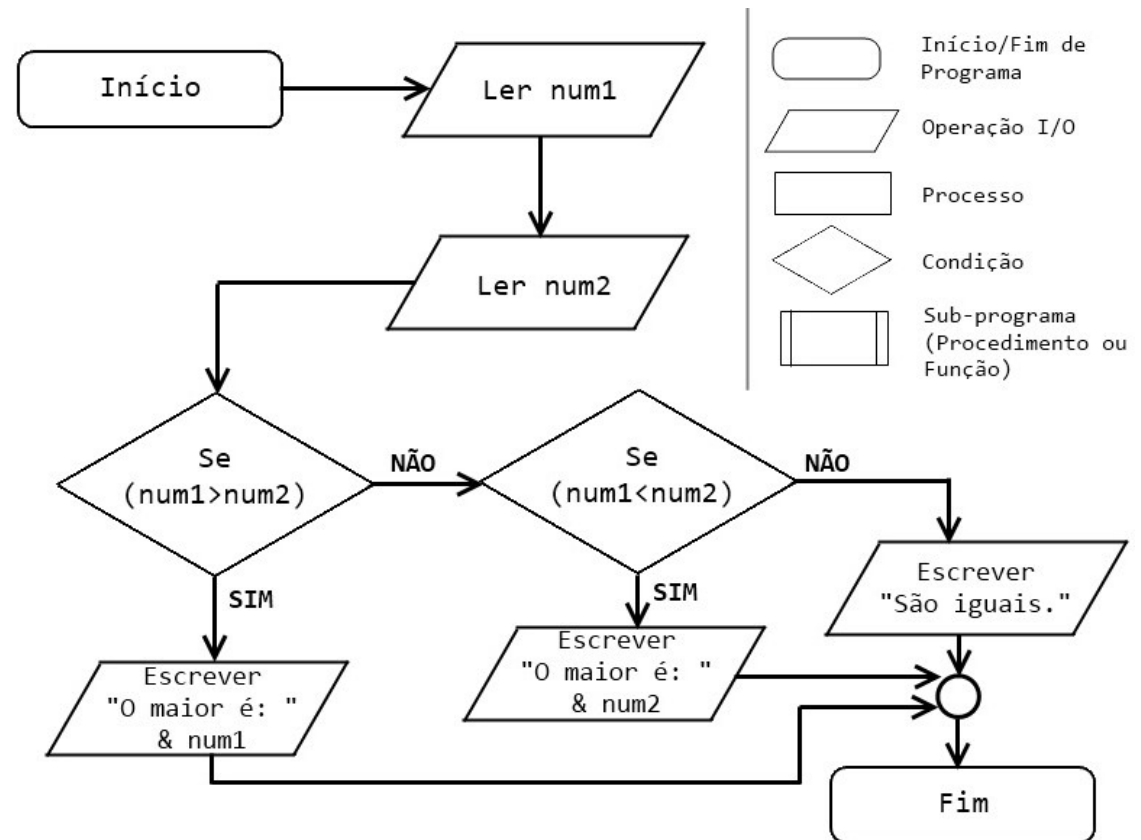 Início
Ler num1
Ler num2
Se
(num1>num2)
NÃO
SIM
Escrever
"O maior é: "
& num1
Se
(num1<num2)
NÃO
SIM
Escrever
"O maior é: "
& num2
Escrever
"São iguais."
Fim
Início/Fim de
Programa
Operação I/O
Processo
Condição
Sub-programa
(Procedimento ou
Função)